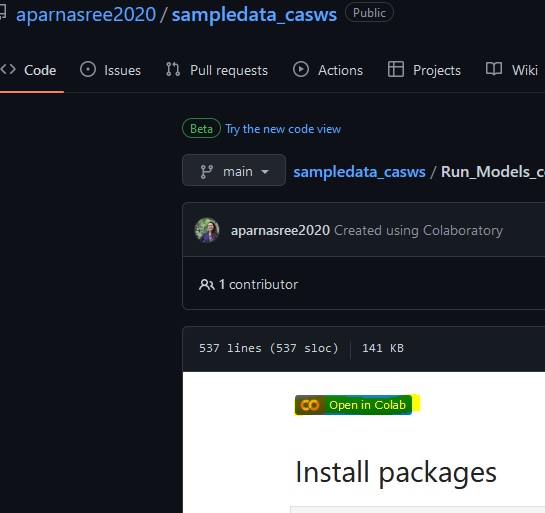 aparnasree2020 / sampledata_casws Public
Code Issues Pull requests Actions Projects Wiki
Beta Try the new code view
main sampledata_casws / Run_Models_c
aparnasree2020 Created using Colaboratory
1 contributor
537 lines (537 sloc) 141 KB
Open in Colab
Install packages